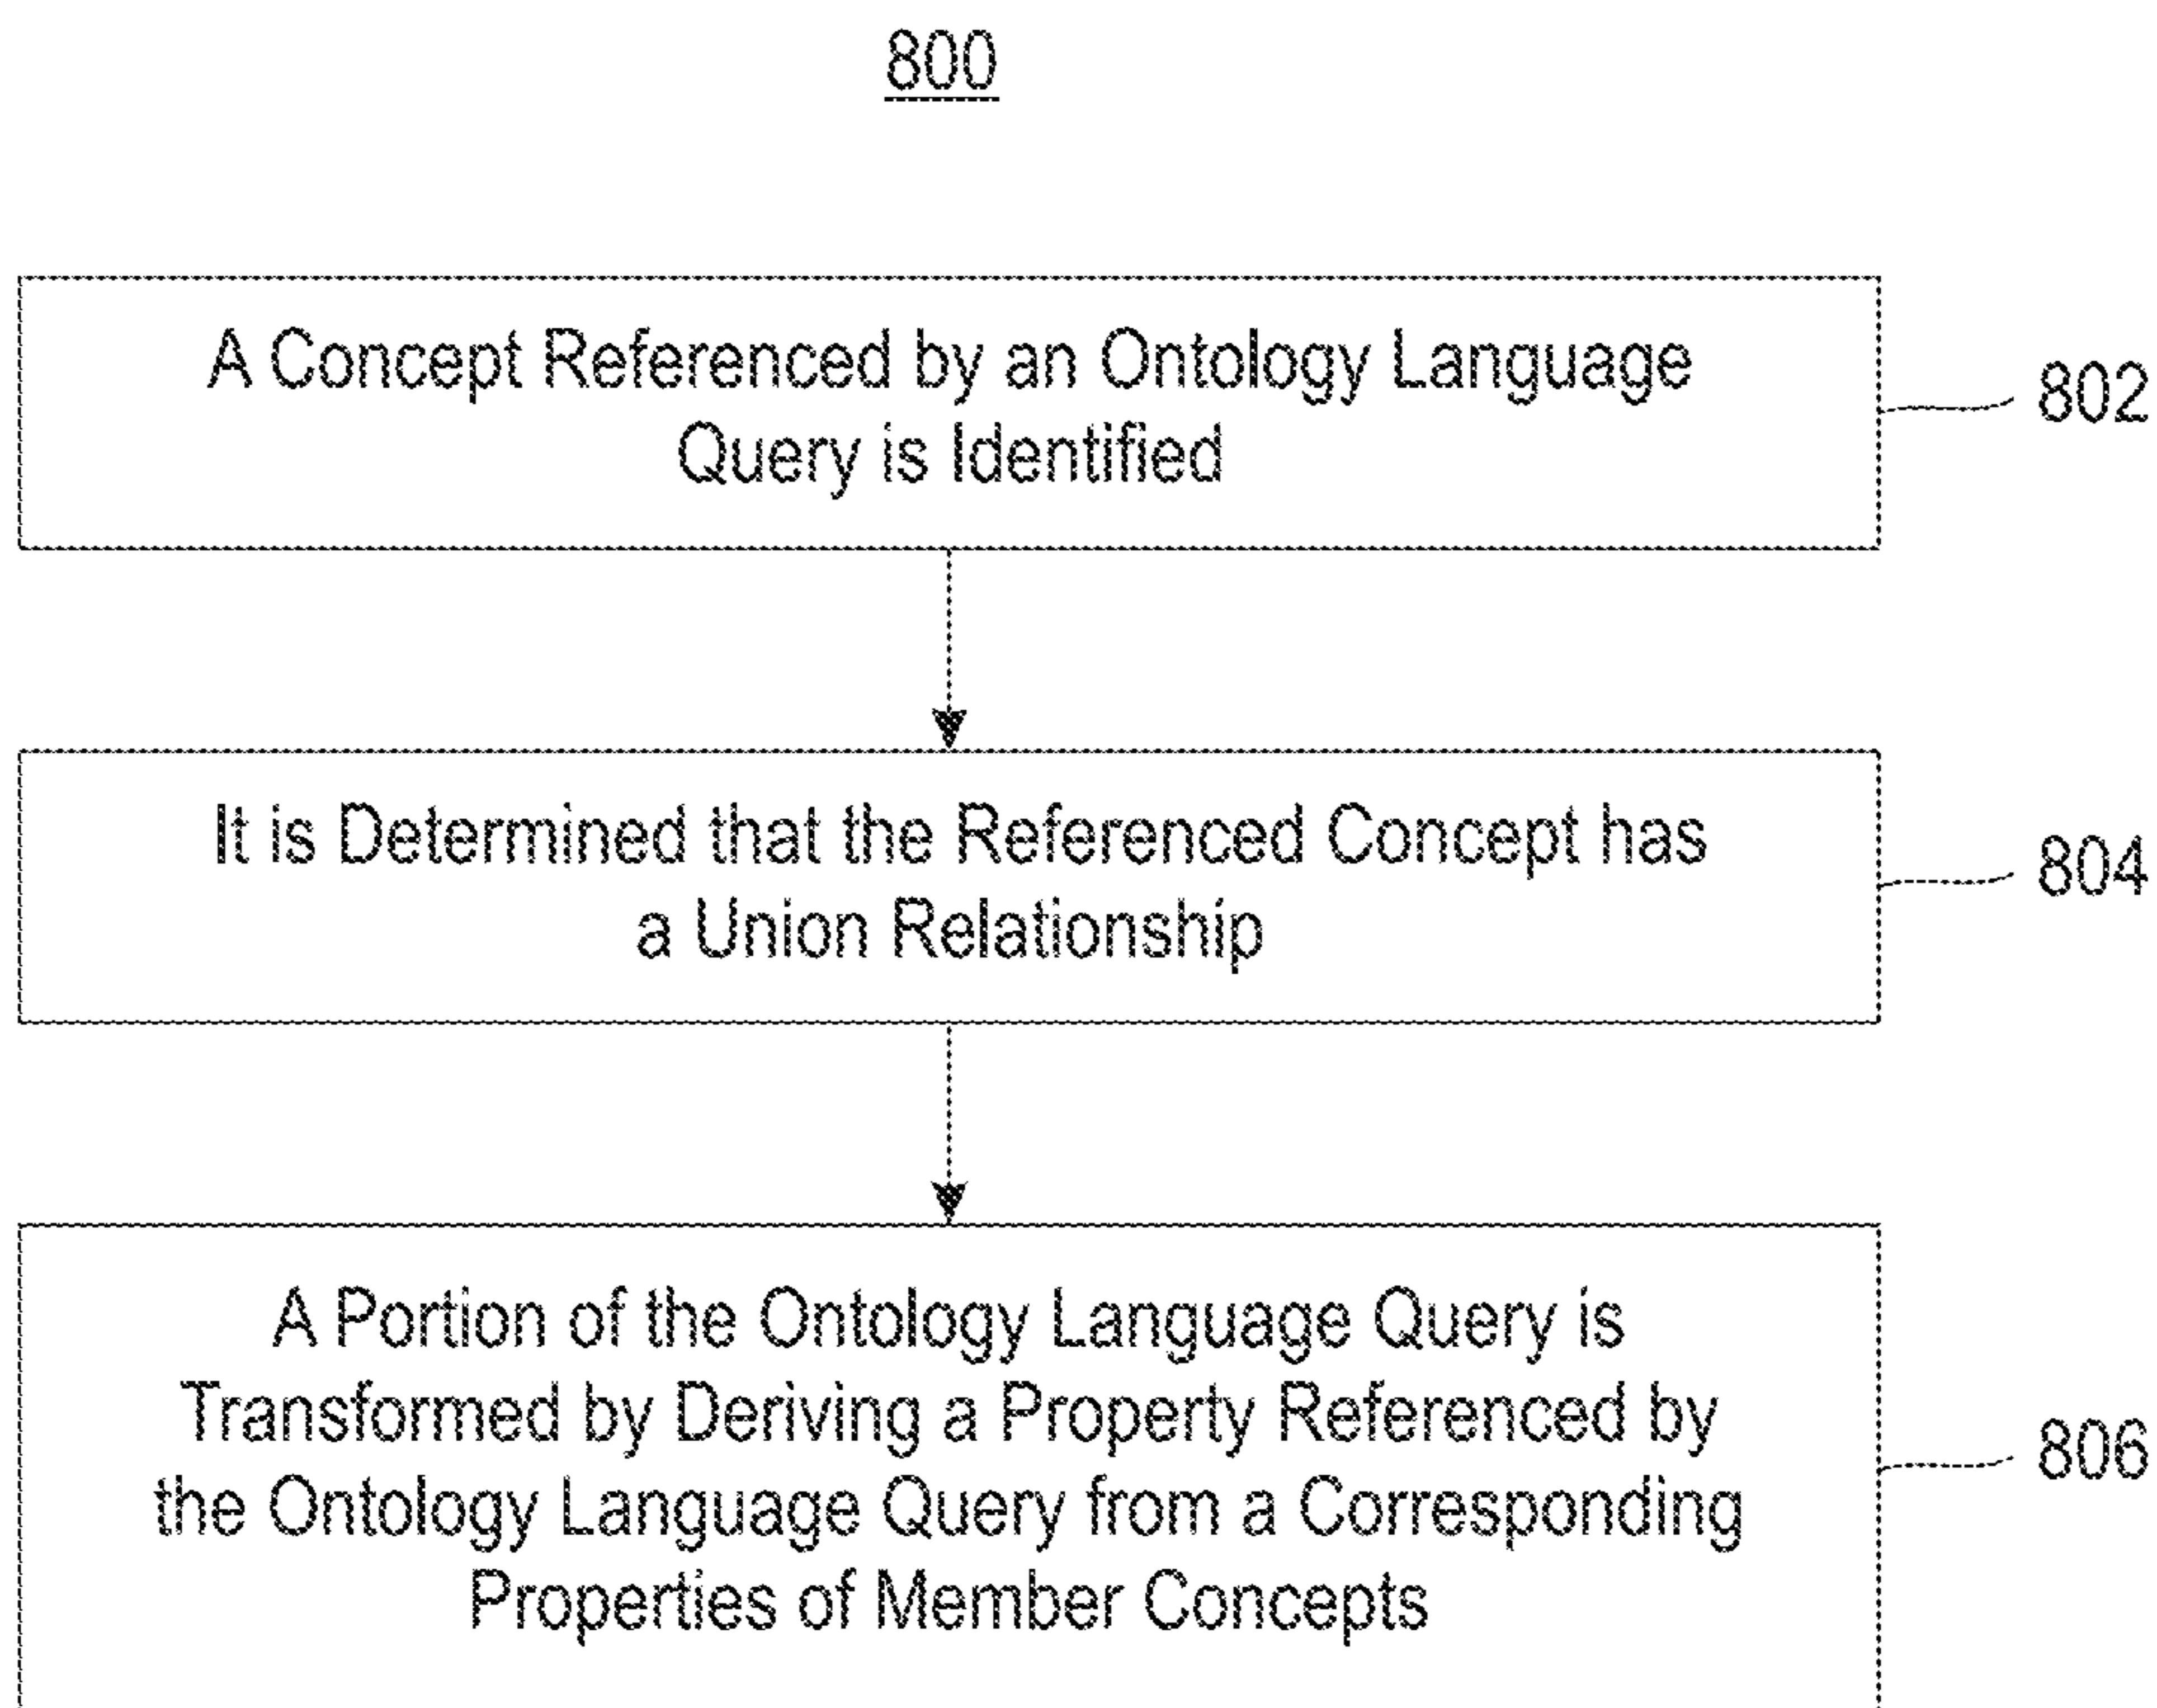 800
A Concept Referenced by an Ontology Language
Query is Identified
802
It is Determined that the Referenced Concept has
a Union Relationship
804
A Portion of the Ontology Language Query is
Transformed by Deriving a Property Referenced by
the Ontology Language Query from a Corresponding
Properties of Member Concepts
806